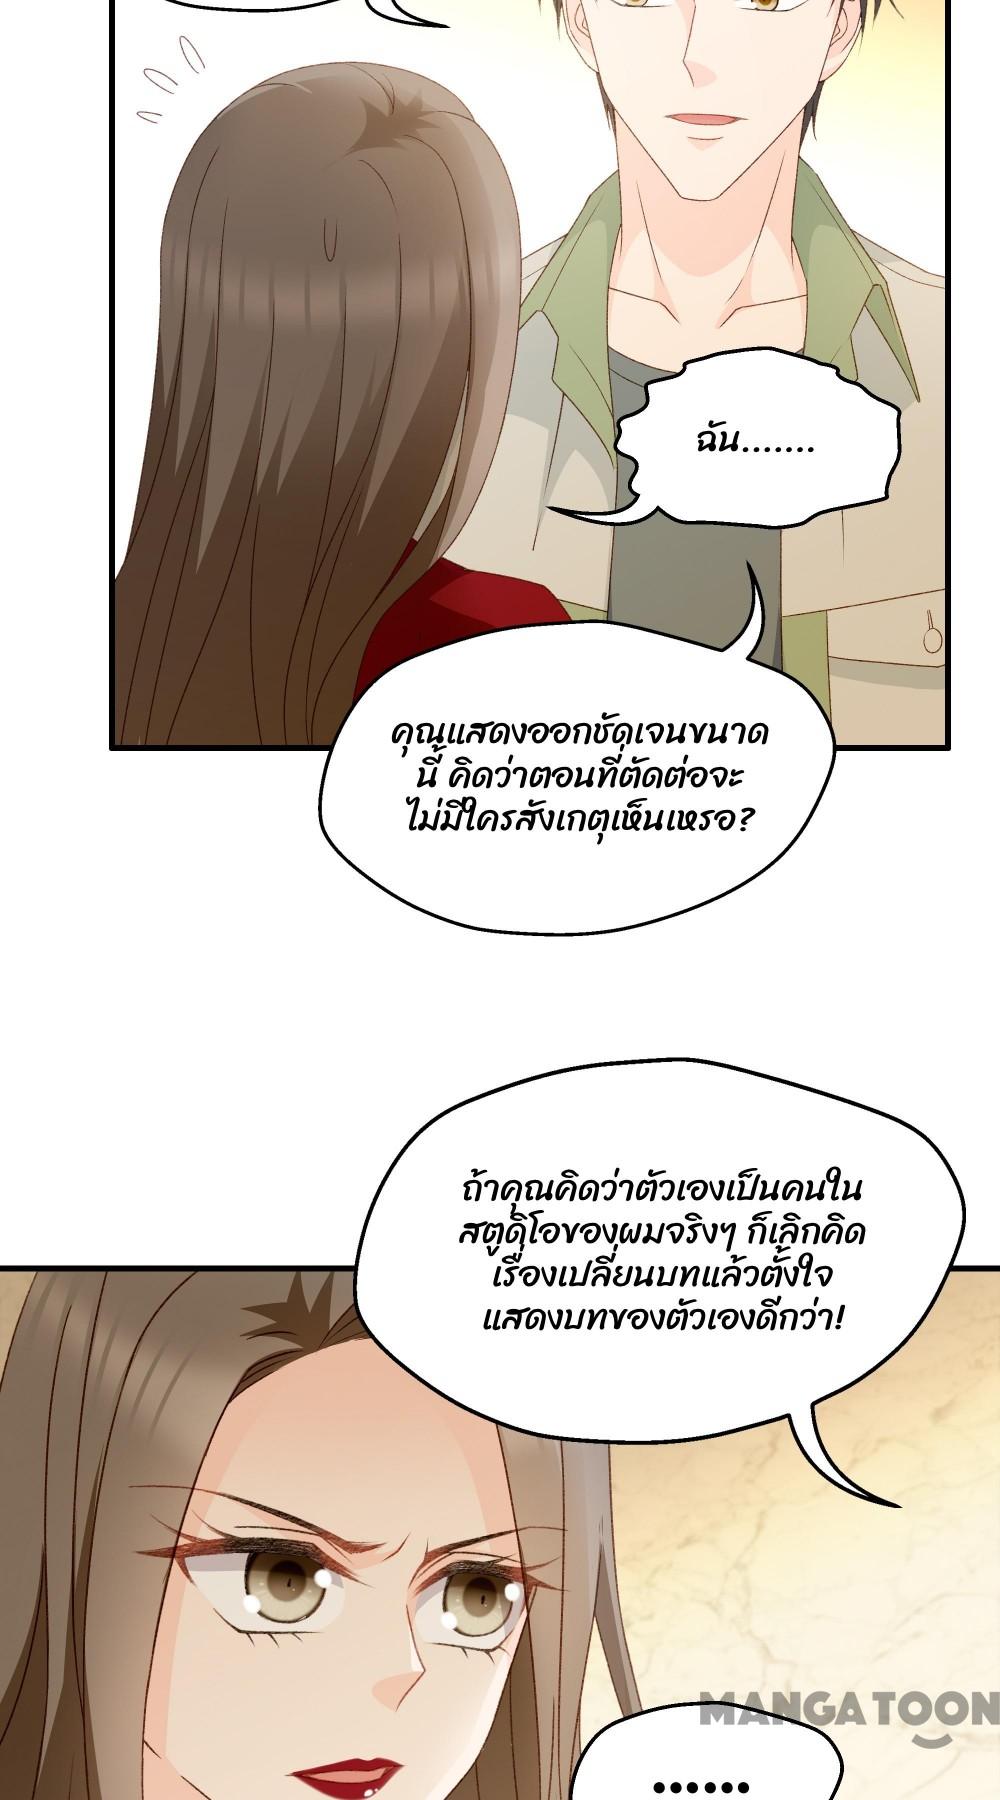 ฉัน.......
คุณแสดงออกชัดเจนขนาด
นี้ คิดว่าตอนที่ตัดต่อจะ
ไม่มีใครสังเกตุเห็นเหรอ?
ถ้าคุณคิดว่าตัวเองเป็นคนใน
สตูดิโอของผมจริงๆ ก็เลิกคิด
เรื่องเปลี่ยนบทแล้วตั้งใจ
แสดงบทของตัวเองดีกว่า!
MANGATOON
......